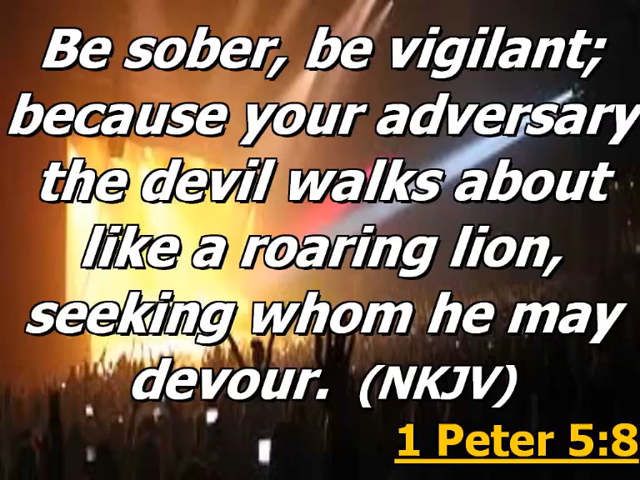 Be sober, be vigilant;
because your adversary
the devil walks about
like a roaring lion,
seeking whom he may
devour. (NKJV)
1 Peter 5:8